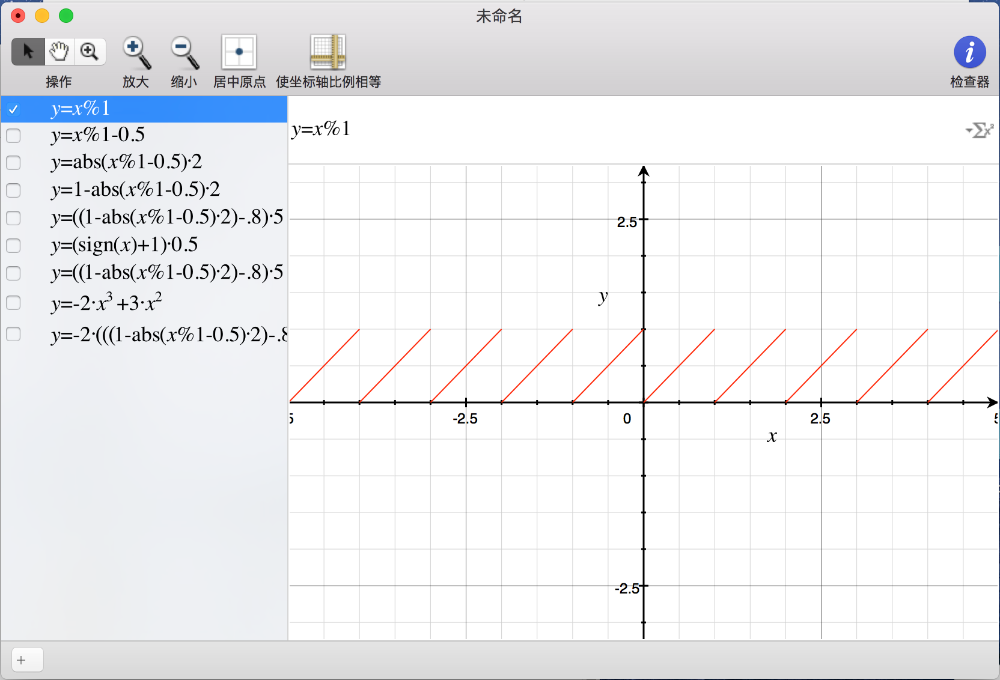 未命名
操作
放大
缩小
居中原点
使坐标轴比例相等
检查器
y=x%1
y=x%1-0.5
y=abs(x%1-0.5)·2
y=1-abs(x%1-0.5)·2
y=((1-abs(x%1-0.5)·2)-.8)·5
y=(sign(x)+1)·0.5
y=((1-abs(x%1-0.5)·2)-.8)·5
y=-2·x³+3·x²
y=-2·(((1-abs(x%1-0.5)·2)-.8
y=x%1
Σx²
2.5
y
5
-2.5
0
2.5
5
x
-2.5